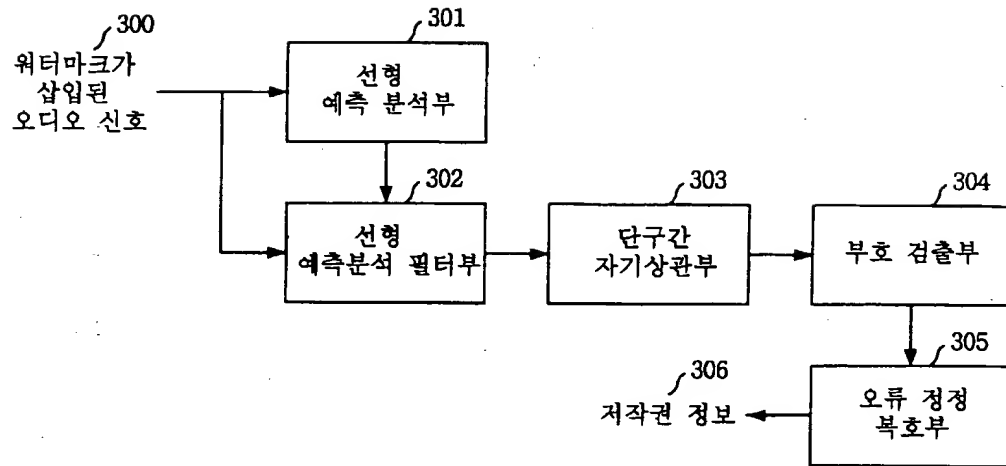 300
워터마크가
삽입된
오디오 신호
301
선형
예측 분석부
302
선형
예측분석 필터부
303
단구간
자기상관부
304
부호 검출부
305
오류 정정
복호부
306
저작권 정보